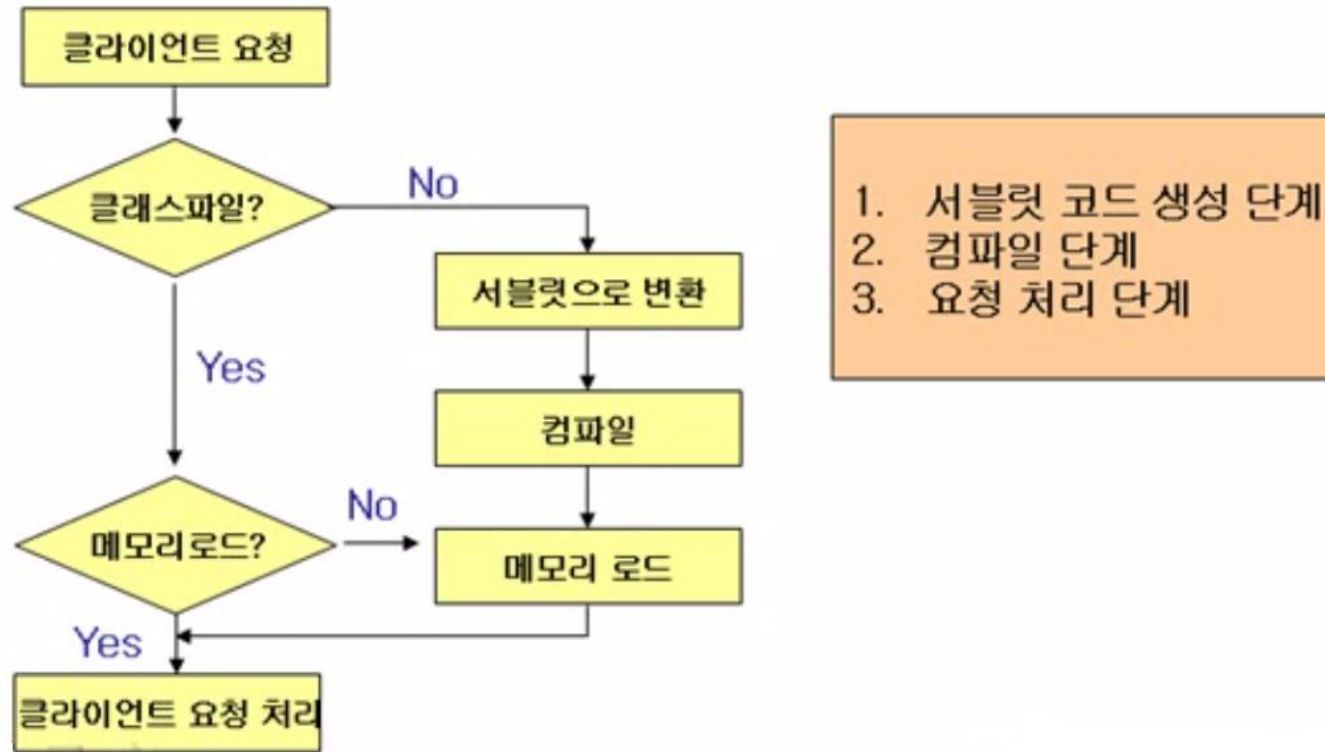 클라이언트 요청
클래스파일?
No
서블릿으로 변환
Yes
컴파일
메모리로드?
No
메모리 로드
Yes
클라이언트 요청 처리
1. 서블릿 코드 생성 단계
2. 컴파일 단계
3. 요청 처리 단계